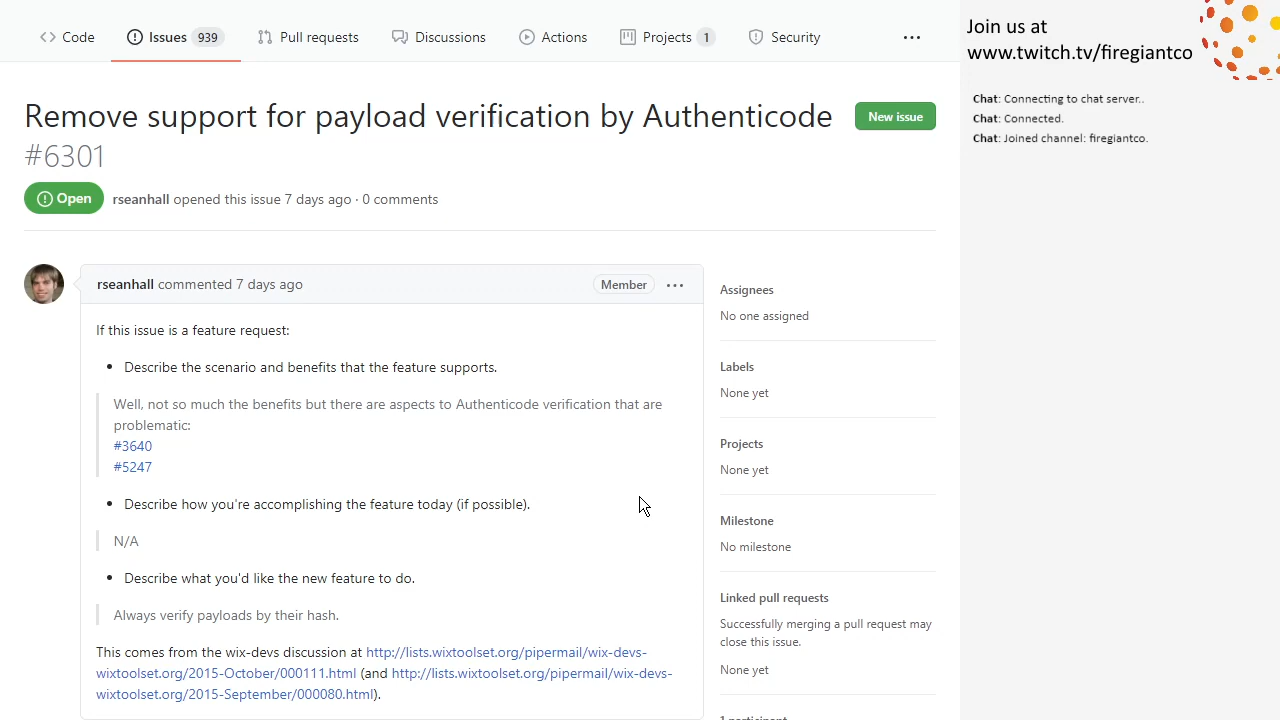 Code
Issues 939
Pull requests
Discussions
Actions
Projects 1
Security
Remove support for payload verification by Authenticode
#6301
New issue
Open
rseanhall opened this issue 7 days ago · 0 comments
rseanhall commented 7 days ago
Member
If this issue is a feature request:
• Describe the scenario and benefits that the feature supports.
Well, not so much the benefits but there are aspects to Authenticode verification that are
problematic:
#3640
#5247
• Describe how you're accomplishing the feature today (if possible).
N/A
• Describe what you'd like the new feature to do.
Always verify payloads by their hash.
This comes from the wix-devs discussion at http://lists.wixtoolset.org/pipermail/wix-devs-
wixtoolset.org/2015-October/000111.html (and http://lists.wixtoolset.org/pipermail/wix-devs-
wixtoolset.org/2015-September/000080.html).
Assignees
No one assigned
Labels
None yet
Projects
None yet
Milestone
No milestone
Linked pull requests
Successfully merging a pull request may
close this issue.
None yet
1 participant
Join us at
www.twitch.tv/firegiantco
Chat: Connecting to chat server..
Chat: Connected.
Chat: Joined channel: firegiantco.